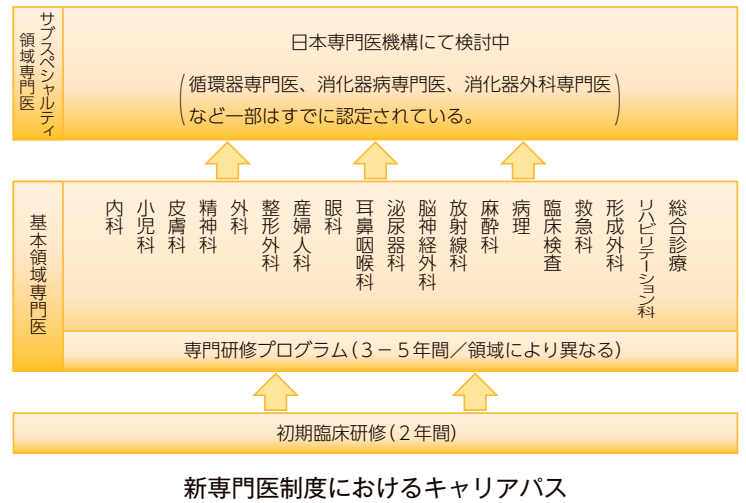 サブスペシャルティ
領域専門医
日本専門医機構にて検討中
(循環器専門医、消化器病専門医、消化器外科専門医
など一部はすでに認定されている。)
基本領域専門医
内科
小児科
皮膚科
精神科
外科
整形外科
産婦人科
眼科
耳鼻咽喉科
泌尿器科
脳神経外科
放射線科
麻酔科
病理
臨床検査
救急科
形成外科
リハビリテーション科
総合診療
専門研修プログラム(3-5年間/領域により異なる)
初期臨床研修(2年間)
新専門医制度におけるキャリアパス